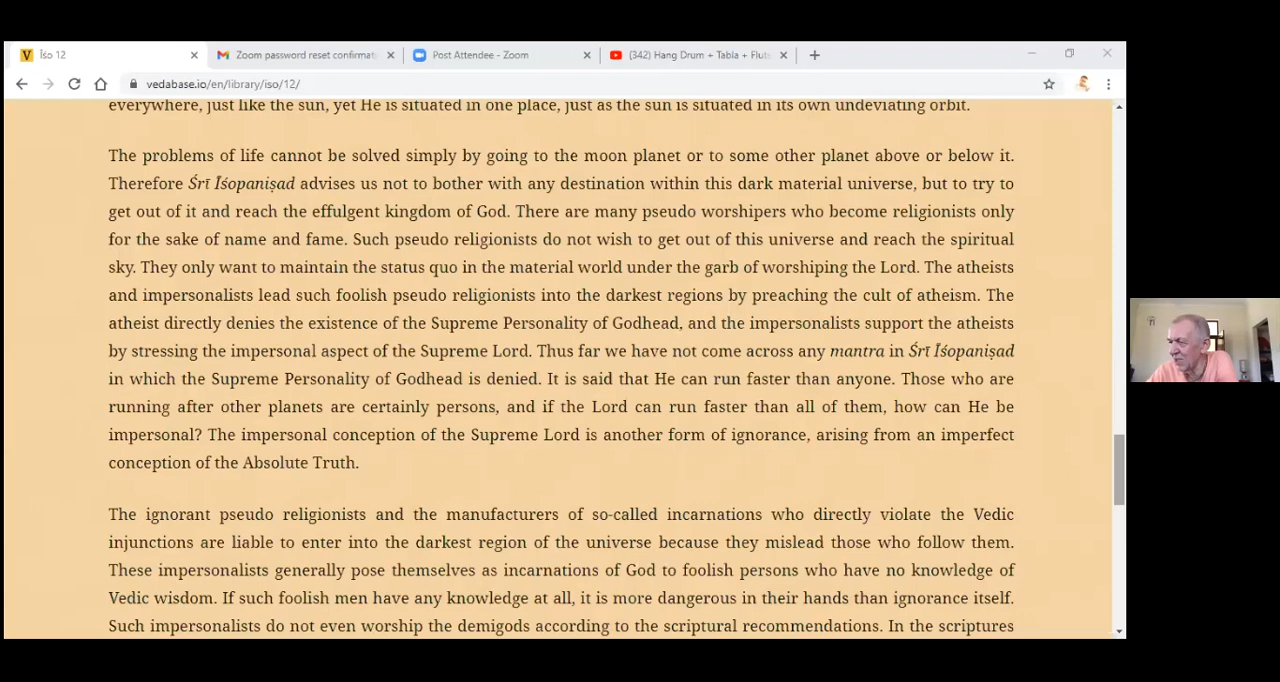 Īśo 12
Zoom password reset confirmat
Post Attendee - Zoom
(342) Hang Drum + Tabla + Flut
vedabase.io/en/library/iso/12/
everywhere, just like the sun, yet He is situated in one place, just as the sun is situated in its own undeviating orbit.
The problems of life cannot be solved simply by going to the moon planet or to some other planet above or below it.
Therefore Śrī Īśopaniṣad advises us not to bother with any destination within this dark material universe, but to try to
get out of it and reach the effulgent kingdom of God. There are many pseudo worshipers who become religionists only
for the sake of name and fame. Such pseudo religionists do not wish to get out of this universe and reach the spiritual
sky. They only want to maintain the status quo in the material world under the garb of worshiping the Lord. The atheists
and impersonalists lead such foolish pseudo religionists into the darkest regions by preaching the cult of atheism. The
atheist directly denies the existence of the Supreme Personality of Godhead, and the impersonalists support the atheists
by stressing the impersonal aspect of the Supreme Lord. Thus far we have not come across any mantra in Śrī Īśopaniṣad
in which the Supreme Personality of Godhead is denied. It is said that He can run faster than anyone. Those who are
running after other planets are certainly persons, and if the Lord can run faster than all of them, how can He be
impersonal? The impersonal conception of the Supreme Lord is another form of ignorance, arising from an imperfect
conception of the Absolute Truth.
The ignorant pseudo religionists and the manufacturers of so-called incarnations who directly violate the Vedic
injunctions are liable to enter into the darkest region of the universe because they mislead those who follow them.
These impersonalists generally pose themselves as incarnations of God to foolish persons who have no knowledge of
Vedic wisdom. If such foolish men have any knowledge at all, it is more dangerous in their hands than ignorance itself.
Such impersonalists do not even worship the demigods according to the scriptural recommendations. In the scriptures